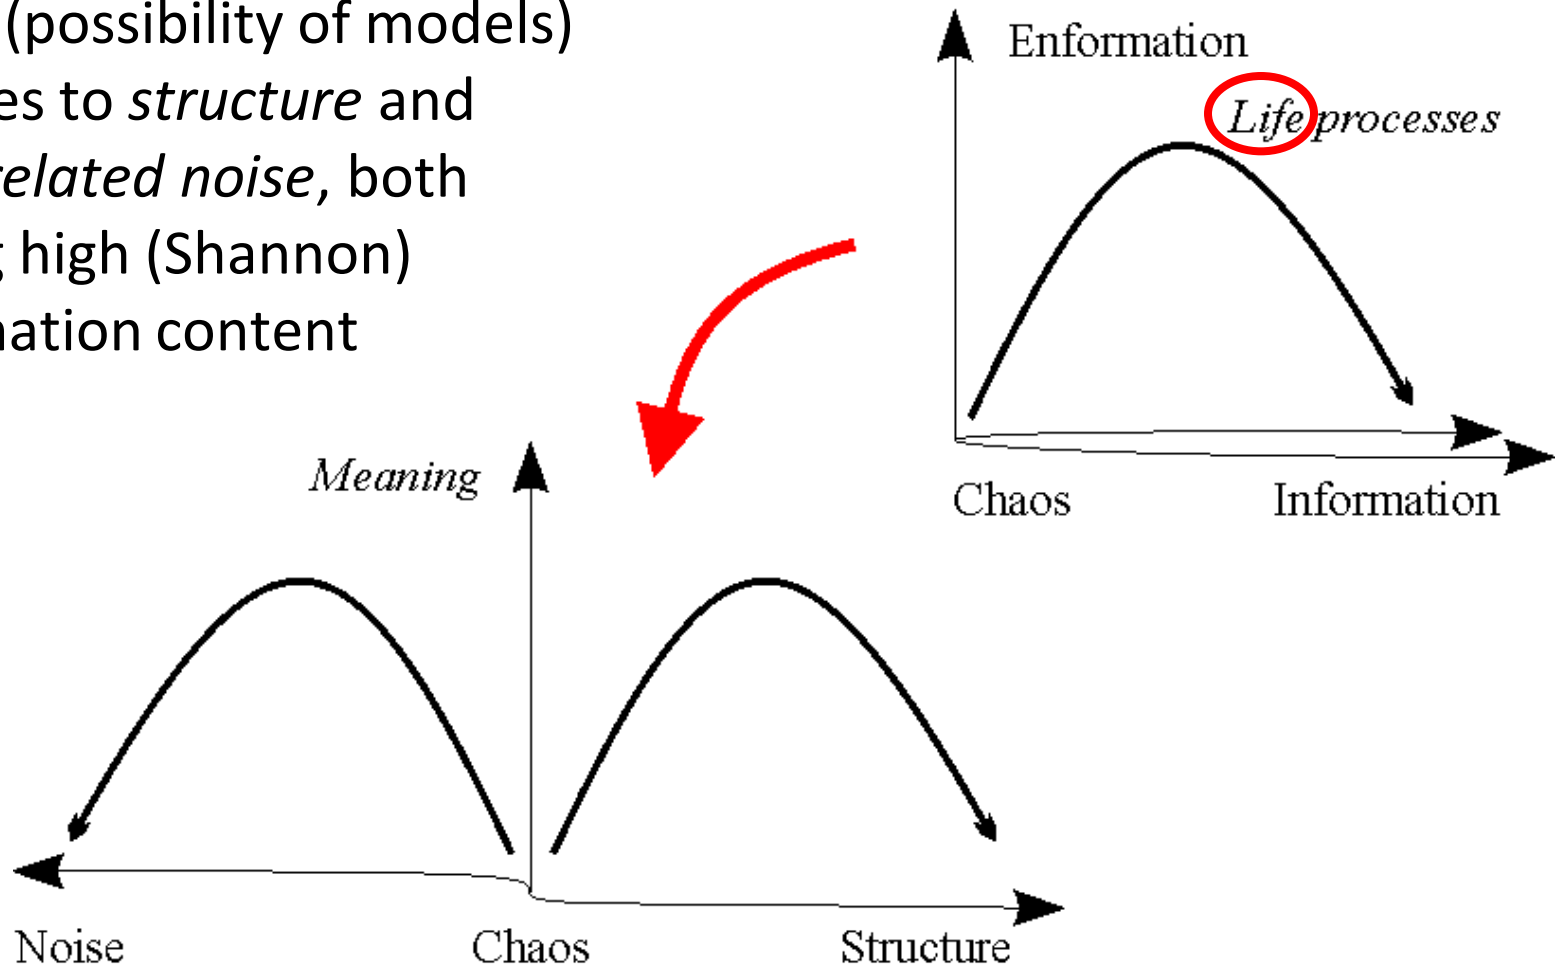 (possibility of models)
es to structure and
related noise, both
g high (Shannon)
nation content
Enformation
Life processes
Chaos
Information
Meaning
Noise
Chaos
Structure